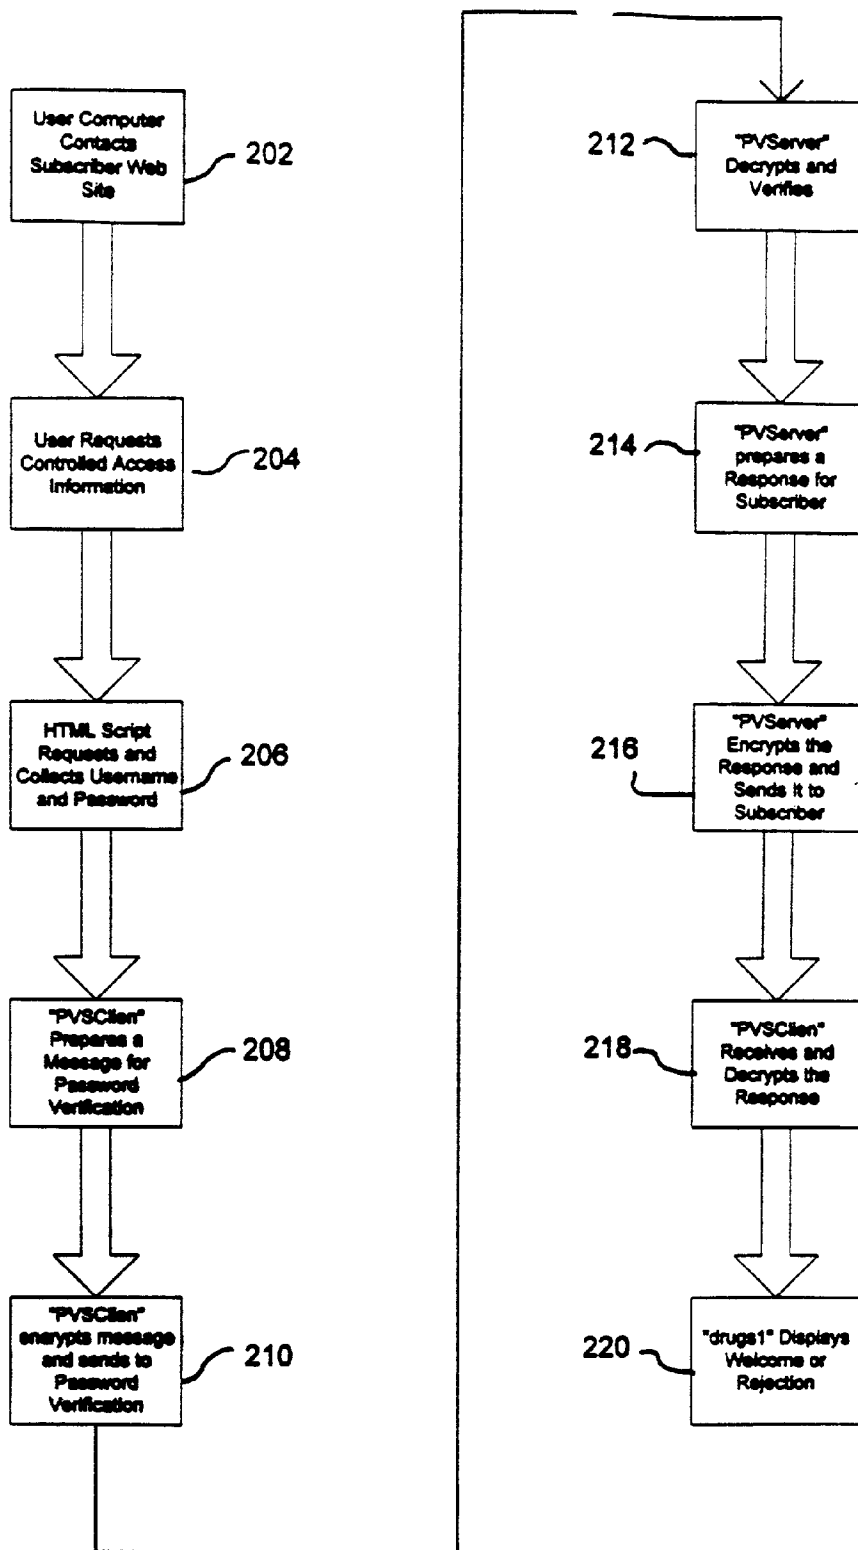 User Computer
Contacts
Subscriber Web
Site
202
User Requests
Controlled Access
Information
204
HTML Script
Requests and
Collects Username
and Password
206
"PVSClien"
Prepares a
Message for
Password
Verification
208
"PVSClien"
enarypts message
and sends to
Password
Verification
210
212
"PVServer"
Decrypts and
Verifies
214
"PVServer"
prepares a
Response for
Subscriber
216
"PVServer"
Encrypts the
Response and
Sends It to
Subscriber
218
"PVSClien"
Receives and
Decrypts the
Response
220
"drugs1" Displays
Welcome or
Rejection